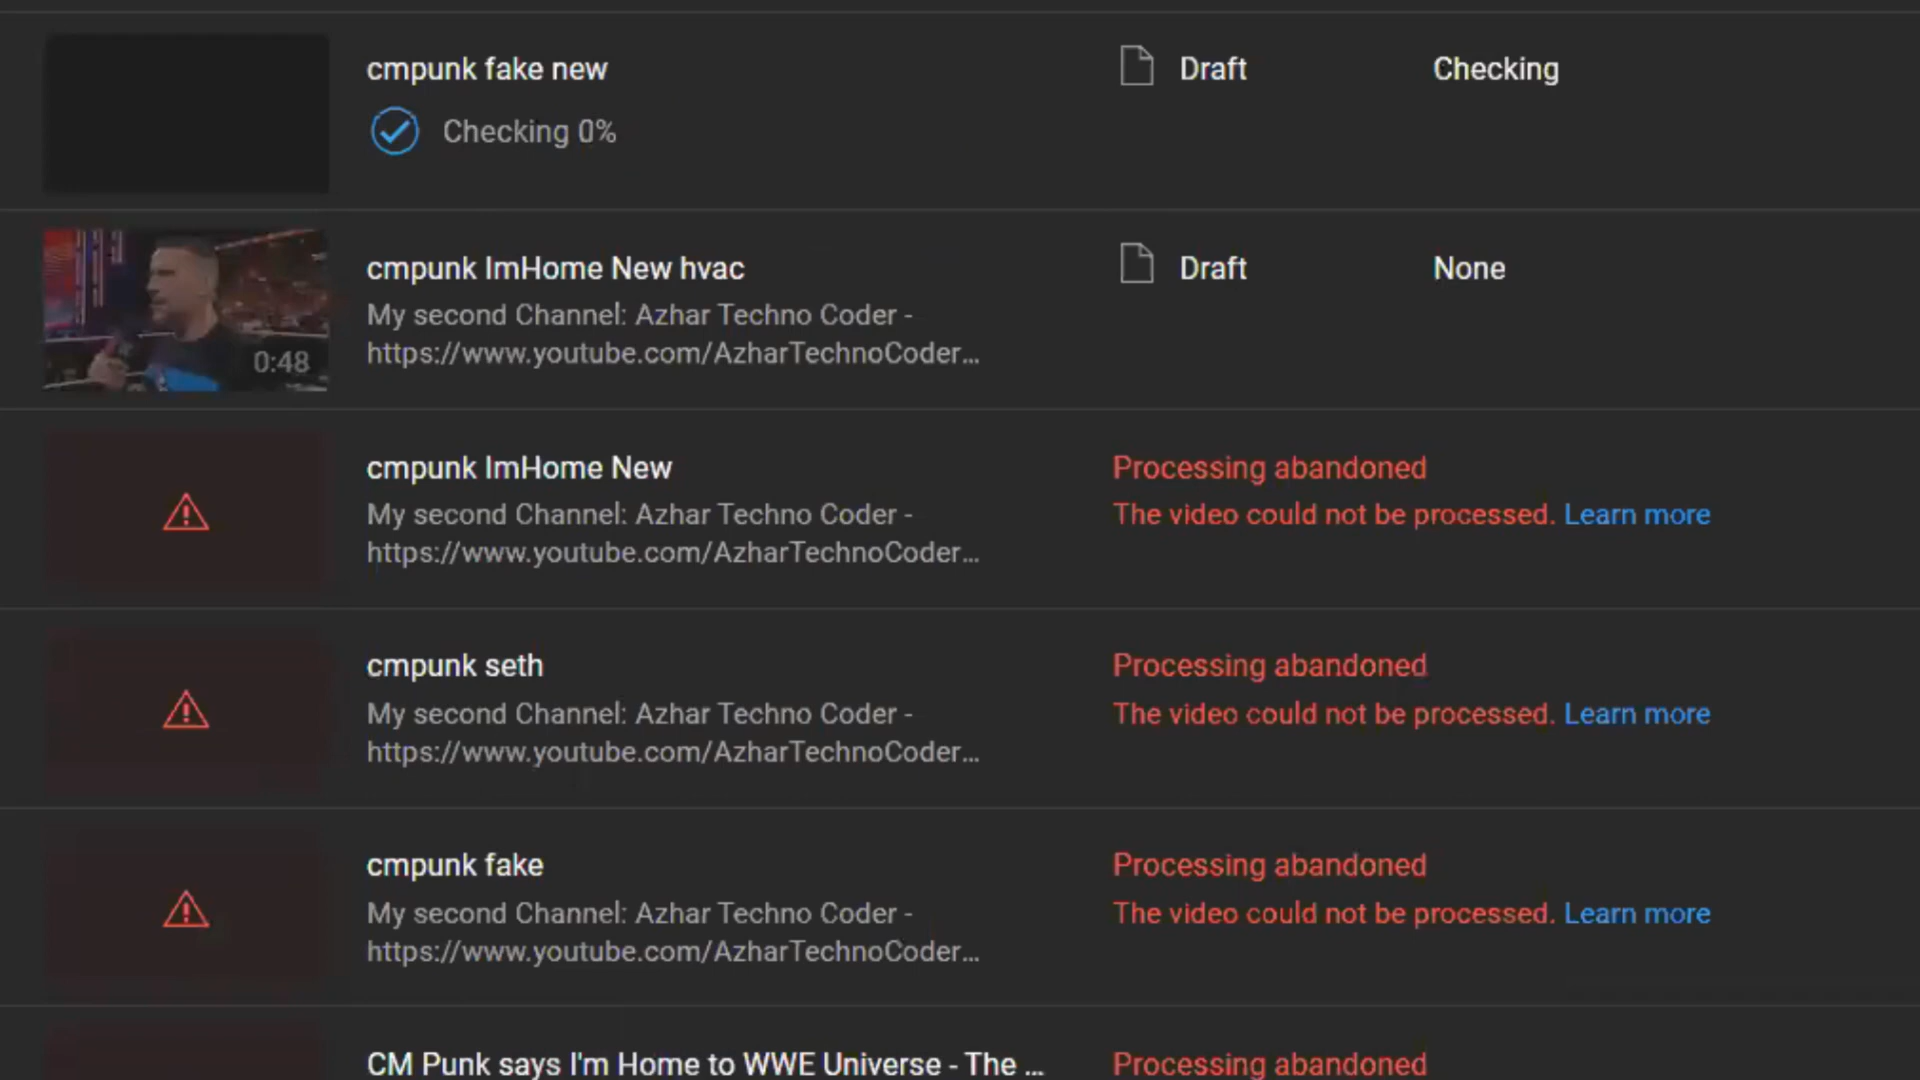 cmpunk fake new
Draft
Checking
Checking 0%
cmpunk ImHome New hvac
Draft
None
My second Channel: Azhar Techno Coder -
https://www.youtube.com/AzharTechnoCoder...
0:48
cmpunk ImHome New
Processing abandoned
My second Channel: Azhar Techno Coder -
The video could not be processed. Learn more
https://www.youtube.com/AzharTechnoCoder...
cmpunk seth
Processing abandoned
My second Channel: Azhar Techno Coder -
The video could not be processed. Learn more
https://www.youtube.com/AzharTechnoCoder...
cmpunk fake
Processing abandoned
My second Channel: Azhar Techno Coder -
The video could not be processed. Learn more
https://www.youtube.com/AzharTechnoCoder...
CM Punk says I'm Home to WWE Universe - The ...
Processing abandoned